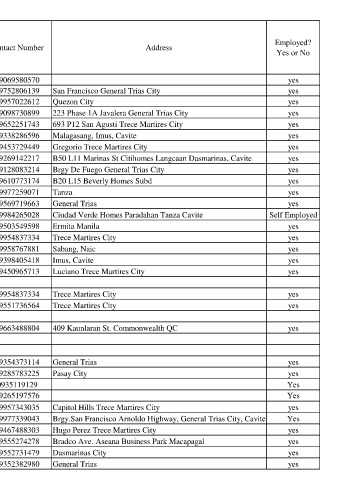 ntact Number Address Employed? Yes or No
9069580570 yes
9752806139 San Francisco General Trias City yes
9957022612 Quezon City yes
9098730899 223 Phase 1A Javalera General Trias City yes
9652251743 693 P12 San Agusti Trece Martires City yes
9338286596 Malagasang, Imus, Cavite yes
9453729449 Gregorio Trece Martires City yes
9269142217 B50 L11 Marinas St Citihomes Langcaan Dasmarinas, Cavite yes
9128083214 Brgy De Fuego General Trias City yes
9610773174 B20 L15 Beverly Homes Subd yes
9977259071 Tanza yes
9569719663 General Trias yes
9984265028 Ciudad Verde Homes Paradahan Tanza Cavite Self Employed
9503549598 Ermita Manila yes
9954837334 Trece Martires City yes
9958767881 Sabang, Naic yes
9398405418 Imus, Cavite yes
9450965713 Luciano Trece Martires City yes
9954837334 Trece Martires City yes
9551736564 Trece Martires City yes
9663488804 409 Kaunlaran St. Commonwealth QC yes
9354373114 General Trias yes
9285783225 Pasay City yes
0935119129 Yes
9265197576 Yes
9957343035 Capitol Hills Trece Martires City yes
9977339043 Brgy.San Francisco Arnoldo Highway, General Trias City, Cavite Yes
9467488303 Hugo Perez Trece Martires City yes
9555274278 Bradco Ave. Aseana Business Park Macapagal yes
9552731479 Dasmarinas City yes
9352382980 General Trias yes